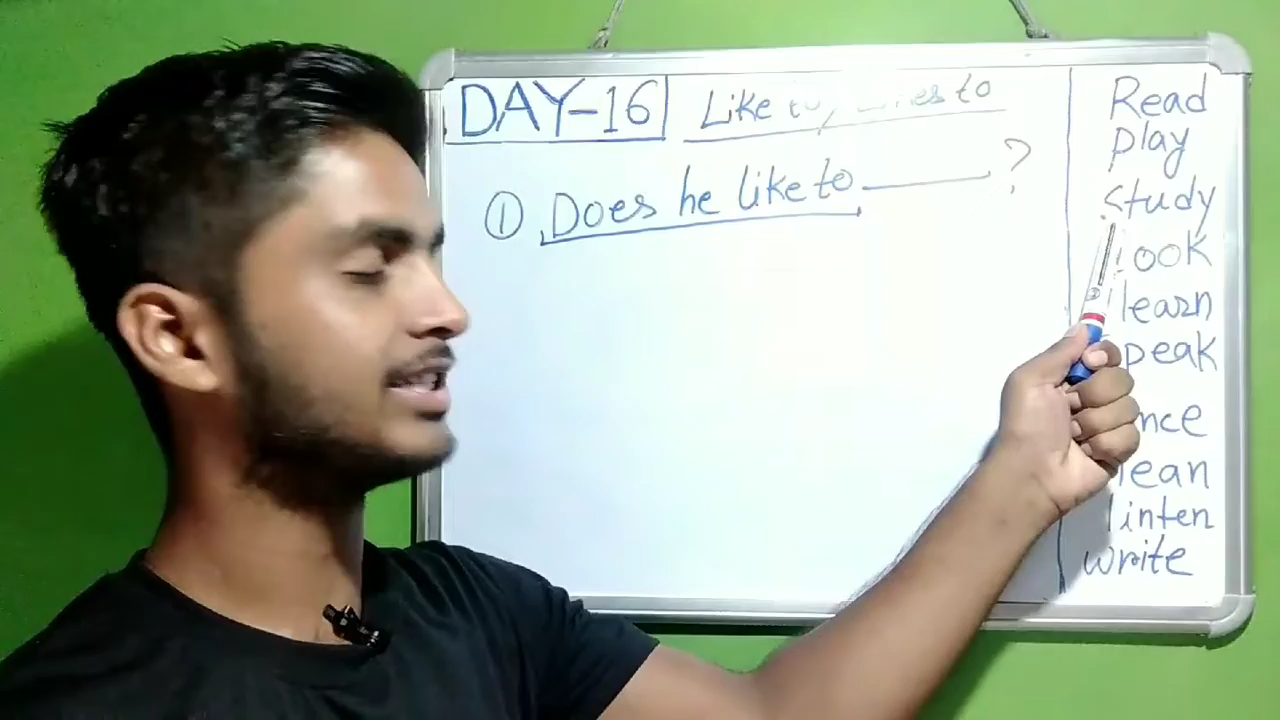 DAY-16
Like to, Likes to
① Does he like to ______ ?
Read
play
study
look
learn
speak
nce
lean
linten
write